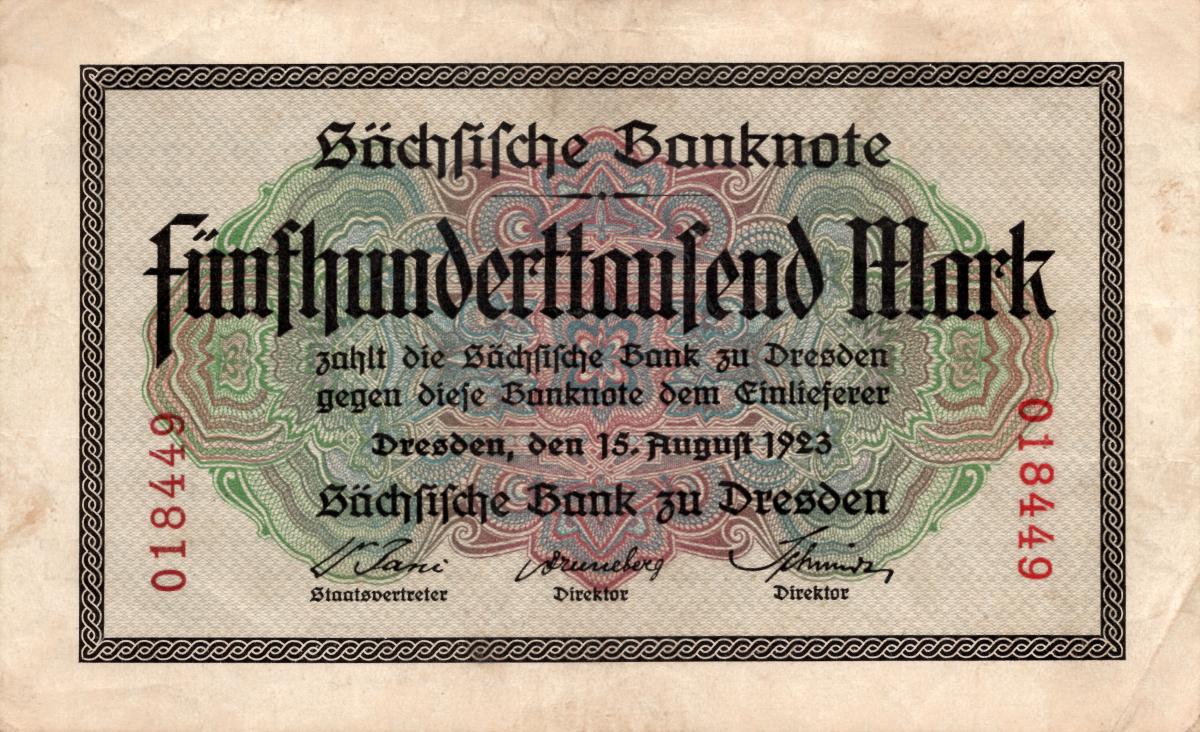 Sächsische Banknote
Fünfhunderttausend Mark
zahlt die Sächsische Bank zu Dresden
gegen diese Banknote dem Einlieferer
Dresden, den 15. August 1923
Sächsische Bank zu Dresden
Staatsvertreter
Direktor
Direktor
018449
018449